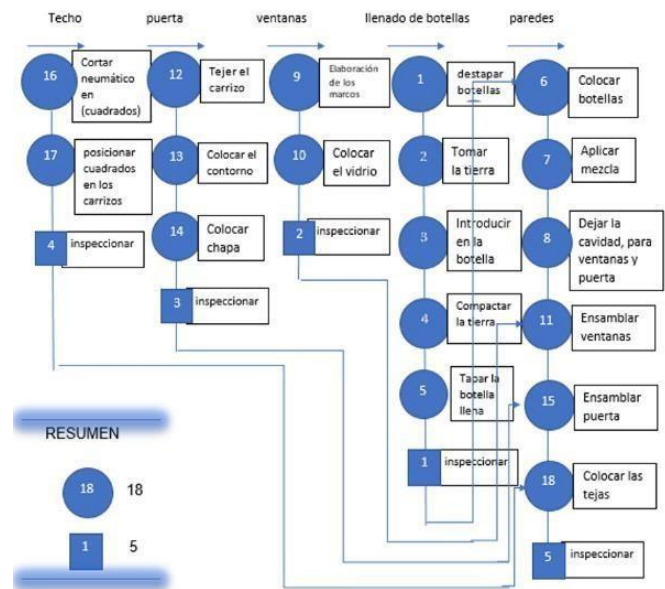 Techo
puerta
ventanas
llenado de botellas
paredes
16
Cortar
neumático
en
(cuadrados)
17
posicionar
cuadrados
en los
carrizos
4
inspeccionar
12
Tejer el
carrizo
13
Colocar el
contorno
14
Colocar
chapa
3
inspeccionar
9
Elaboración
de los
marcos
10
Colocar
el vidrio
2
inspeccionar
1
destapar
botellas
2
Tomar
la tierra
3
Introducir
en la
botella
4
Compactar
la tierra
5
Tapar la
botella
llena
1
inspeccionar
6
Colocar
botellas
7
Aplicar
mezcla
8
Dejar la
cavidad, para
ventanas y
puerta
11
Ensamblar
ventanas
15
Ensamblar
puerta
18
Colocar las
tejas
5
inspeccionar
RESUMEN
18
18
1
5